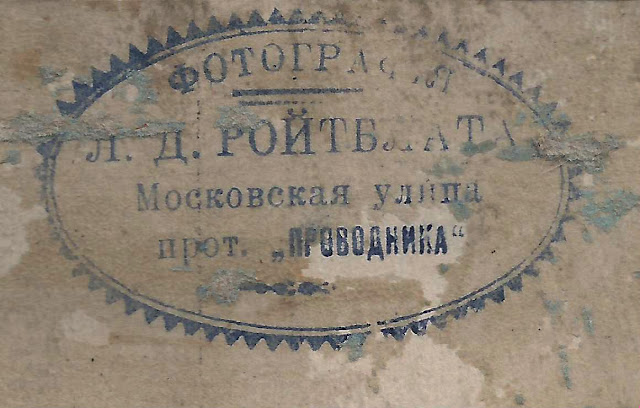 ФОТОГРАФІЯ
Л. Д. РОЙТБЛАТА
Московская улица
прот. „ПРОВОДНИКА“